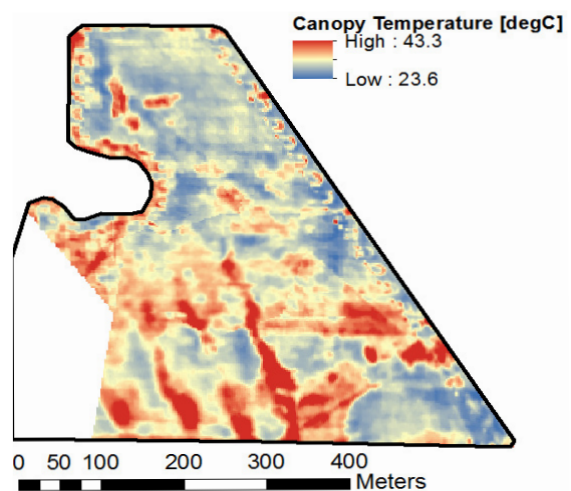 Canopy Temperature [degC]
High : 43.3
Low : 23.6
0 50 100 200 300 400
Meters